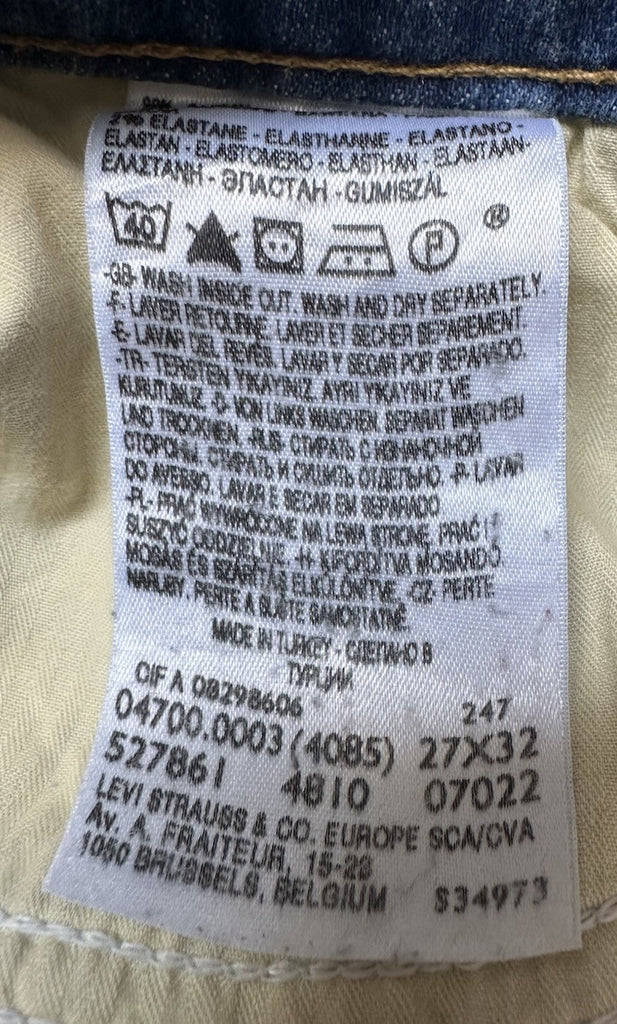 2% ELASTANE - ELASTHANNE - ELASTANO -
ELASTAN - ELASTOMERO - ELASTHAN - ELASTAAN-
ΕΛΑΣΤΑΝΗ - ЭЛАСТАН -GUMISZÁL
40 P ®
-GB- WASH INSIDE OUT. WASH AND DRY SEPARATELY.
-F- LAVER RETOURNE. LAVER ET SECHER SEPAREMENT.
-E- LAVAR DEL REVES. LAVAR Y SECAR POR SEPARADO.
-TR- TERSTEN YIKAYINIZ. AYRI YIKAYINIZ VE
KURUTUNUZ. -D- VON LINKS WASCHEN. SEPARAT WASCHEN
UND TROCKNEN. -RUS- СТИРАТЬ С ИЗНАНОЧНОЙ
СТОРОНЫ. СТИРАТЬ И СУШИТЬ ОТДЕЛЬНО. -P- LAVAR
DO AVESSO. LAVAR E SECAR EM SEPARADO
-PL- PRAĆ WYWRÓCONE NA LEWĄ STRONĘ. PRAĆ I
SUSZYĆ ODDZIELNIE. -H- KIFORDÍTVA MOSANDÓ
MOSÁS ÉS SZÁRÍTÁS ELKÜLÖNÍTVE. -CZ- PERTE
NARUBY. PERTE A SUŠTE SAMOSTATNĚ.
MADE IN TURKEY - СДЕЛАНО В
ТУРЦИИ
CIF A 08298606
04700.0003 (4085) 247
27X32
527861 4810 07022
LEVI STRAUSS & CO. EUROPE SCA/CVA
Av. A. FRAITEUR, 15-23
1050 BRUSSELS, BELGIUM S34973